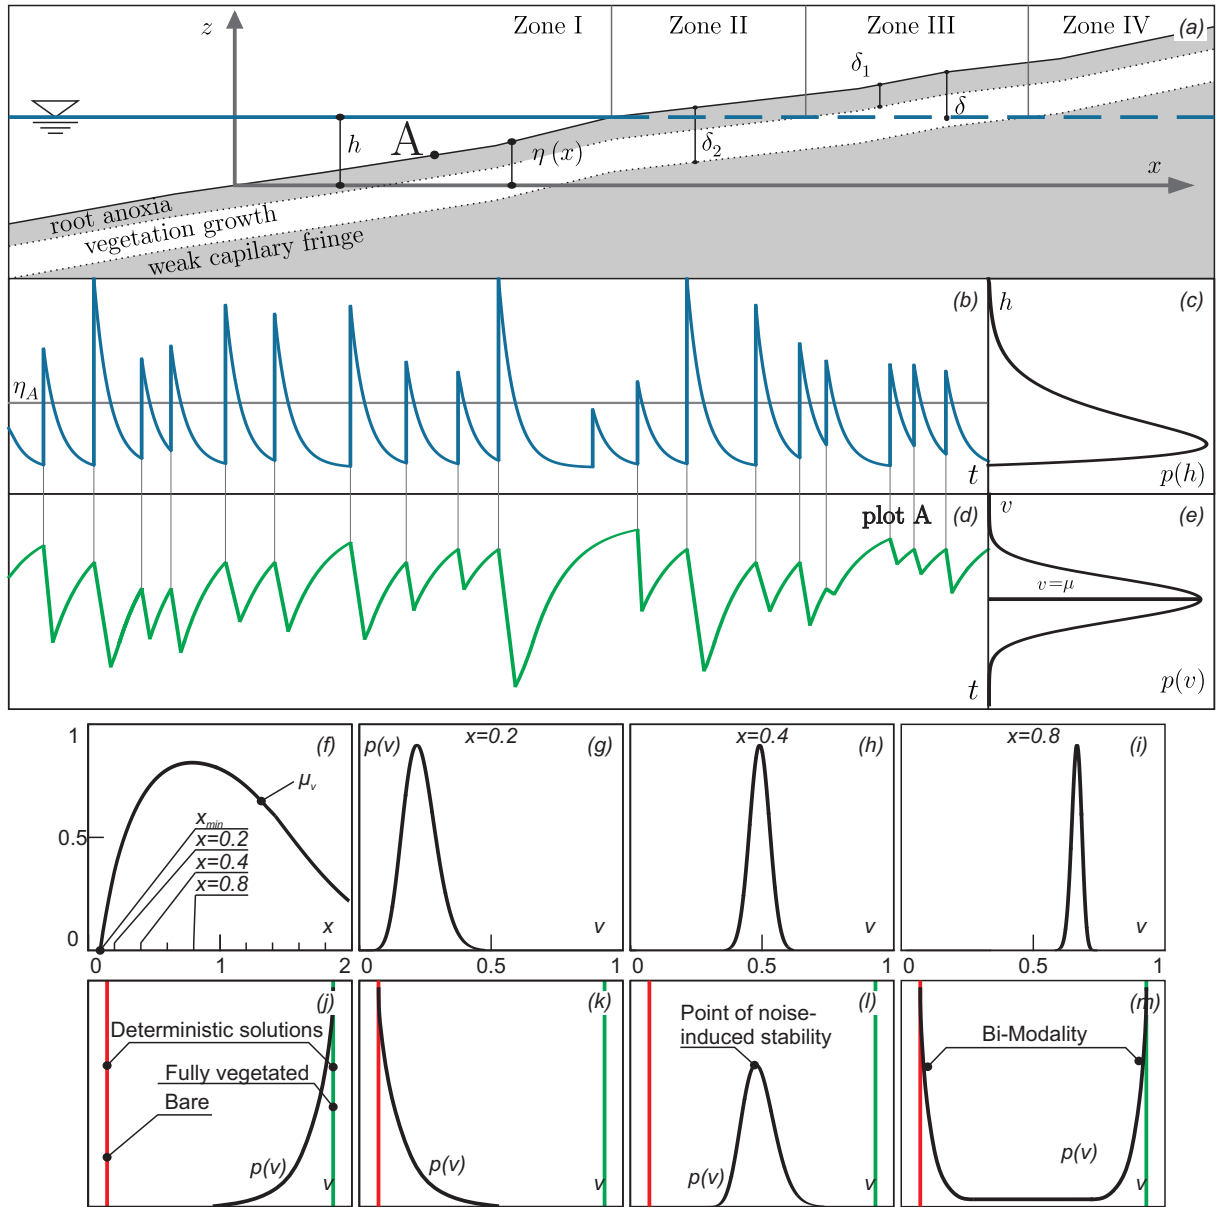 z
Zone I
Zone II
Zone III
Zone IV
(a)
δ₁
δ
h
A
η (x)
δ₂
x
root anoxia
vegetation growth
weak capilary fringe
(b)
(c)
h
η_A
t
p(h)
plot A
(d)
(e)
v
v=μ
t
p(v)
1
(f)
μ_v
0.5
x_min
x=0.2
x=0.4
x=0.8
x
0
0
1
2
p(v)
x=0.2
(g)
v
0
0.5
1
x=0.4
(h)
v
0
0.5
1
x=0.8
(i)
v
0
0.5
1
(j)
Deterministic solutions
Fully vegetated
Bare
p(v)
v
(k)
p(v)
v
(l)
Point of noise-
induced stability
p(v)
v
(m)
Bi-Modality
p(v)
v